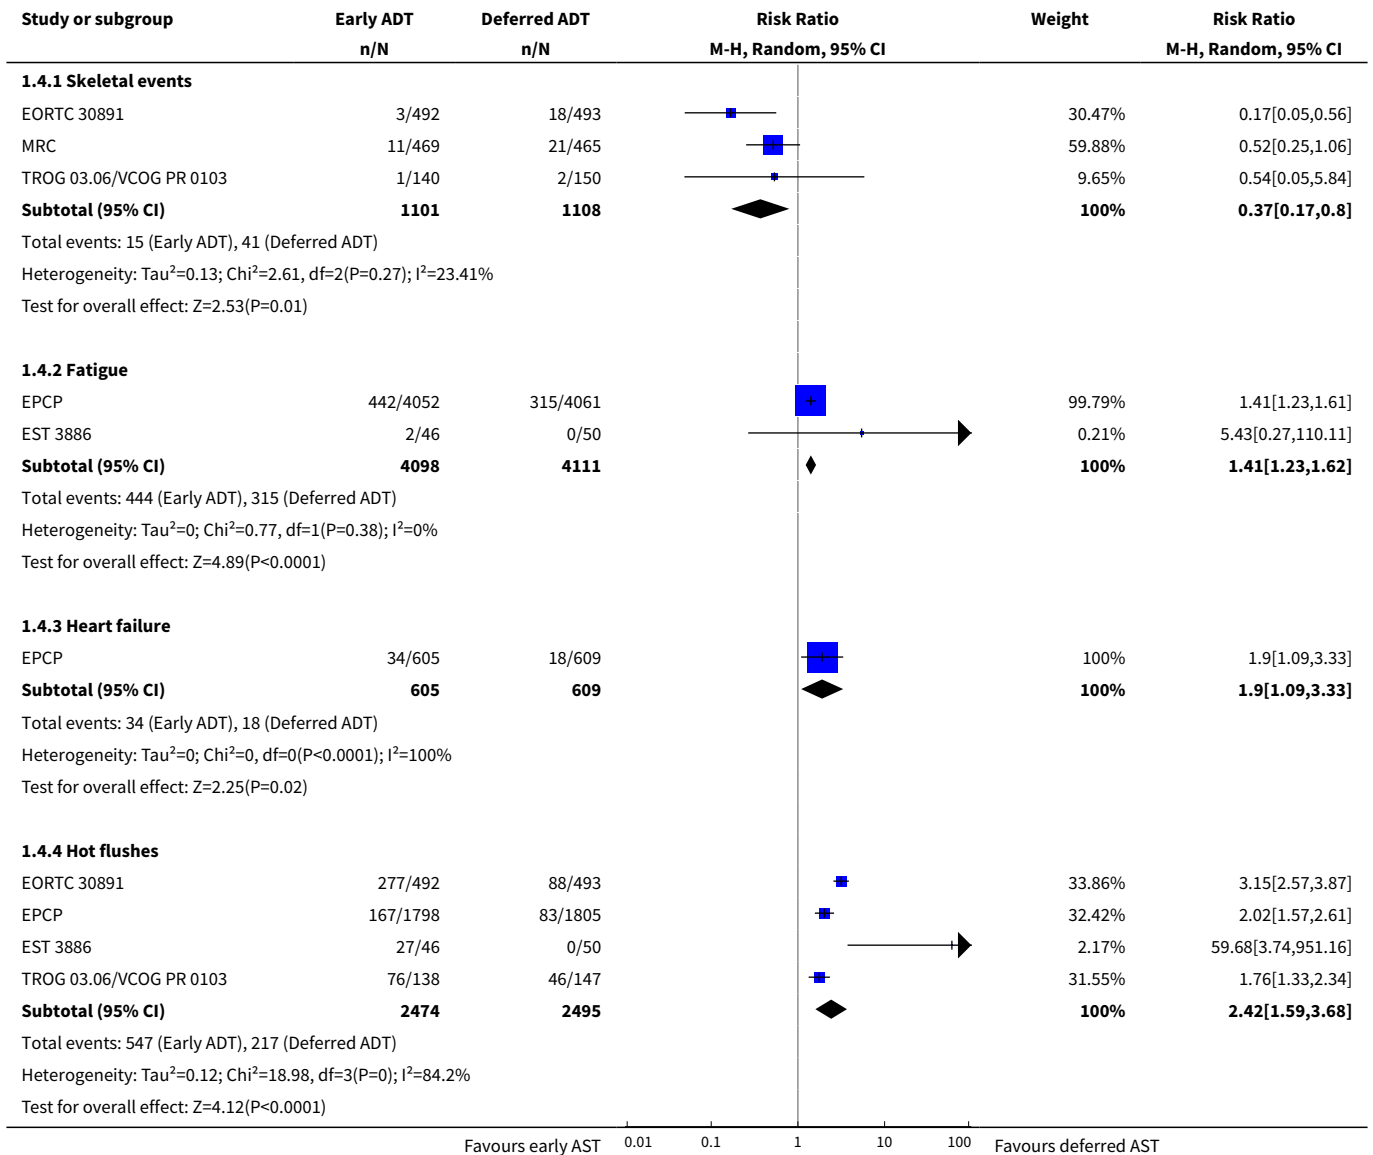 Study or subgroup Early ADT Deferred ADT Risk Ratio Weight Risk Ratio
n/N n/N M-H, Random, 95% CI M-H, Random, 95% CI
1.4.1 Skeletal events
EORTC 30891 3/492 18/493 30.47% 0.17[0.05,0.56]
MRC 11/469 21/465 59.88% 0.52[0.25,1.06]
TROG 03.06/VCOG PR 0103 1/140 2/150 9.65% 0.54[0.05,5.84]
Subtotal (95% CI) 1101 1108 100% 0.37[0.17,0.8]
Total events: 15 (Early ADT), 41 (Deferred ADT)
Heterogeneity: Tau²=0.13; Chi²=2.61, df=2(P=0.27); I²=23.41%
Test for overall effect: Z=2.53(P=0.01)
1.4.2 Fatigue
EPCP 442/4052 315/4061 99.79% 1.41[1.23,1.61]
EST 3886 2/46 0/50 0.21% 5.43[0.27,110.11]
Subtotal (95% CI) 4098 4111 100% 1.41[1.23,1.62]
Total events: 444 (Early ADT), 315 (Deferred ADT)
Heterogeneity: Tau²=0; Chi²=0.77, df=1(P=0.38); I²=0%
Test for overall effect: Z=4.89(P<0.0001)
1.4.3 Heart failure
EPCP 34/605 18/609 100% 1.9[1.09,3.33]
Subtotal (95% CI) 605 609 100% 1.9[1.09,3.33]
Total events: 34 (Early ADT), 18 (Deferred ADT)
Heterogeneity: Tau²=0; Chi²=0, df=0(P<0.0001); I²=100%
Test for overall effect: Z=2.25(P=0.02)
1.4.4 Hot flushes
EORTC 30891 277/492 88/493 33.86% 3.15[2.57,3.87]
EPCP 167/1798 83/1805 32.42% 2.02[1.57,2.61]
EST 3886 27/46 0/50 2.17% 59.68[3.74,951.16]
TROG 03.06/VCOG PR 0103 76/138 46/147 31.55% 1.76[1.33,2.34]
Subtotal (95% CI) 2474 2495 100% 2.42[1.59,3.68]
Total events: 547 (Early ADT), 217 (Deferred ADT)
Heterogeneity: Tau²=0.12; Chi²=18.98, df=3(P=0); I²=84.2%
Test for overall effect: Z=4.12(P<0.0001)
Favours early AST 0.01 0.1 1 10 100 Favours deferred AST